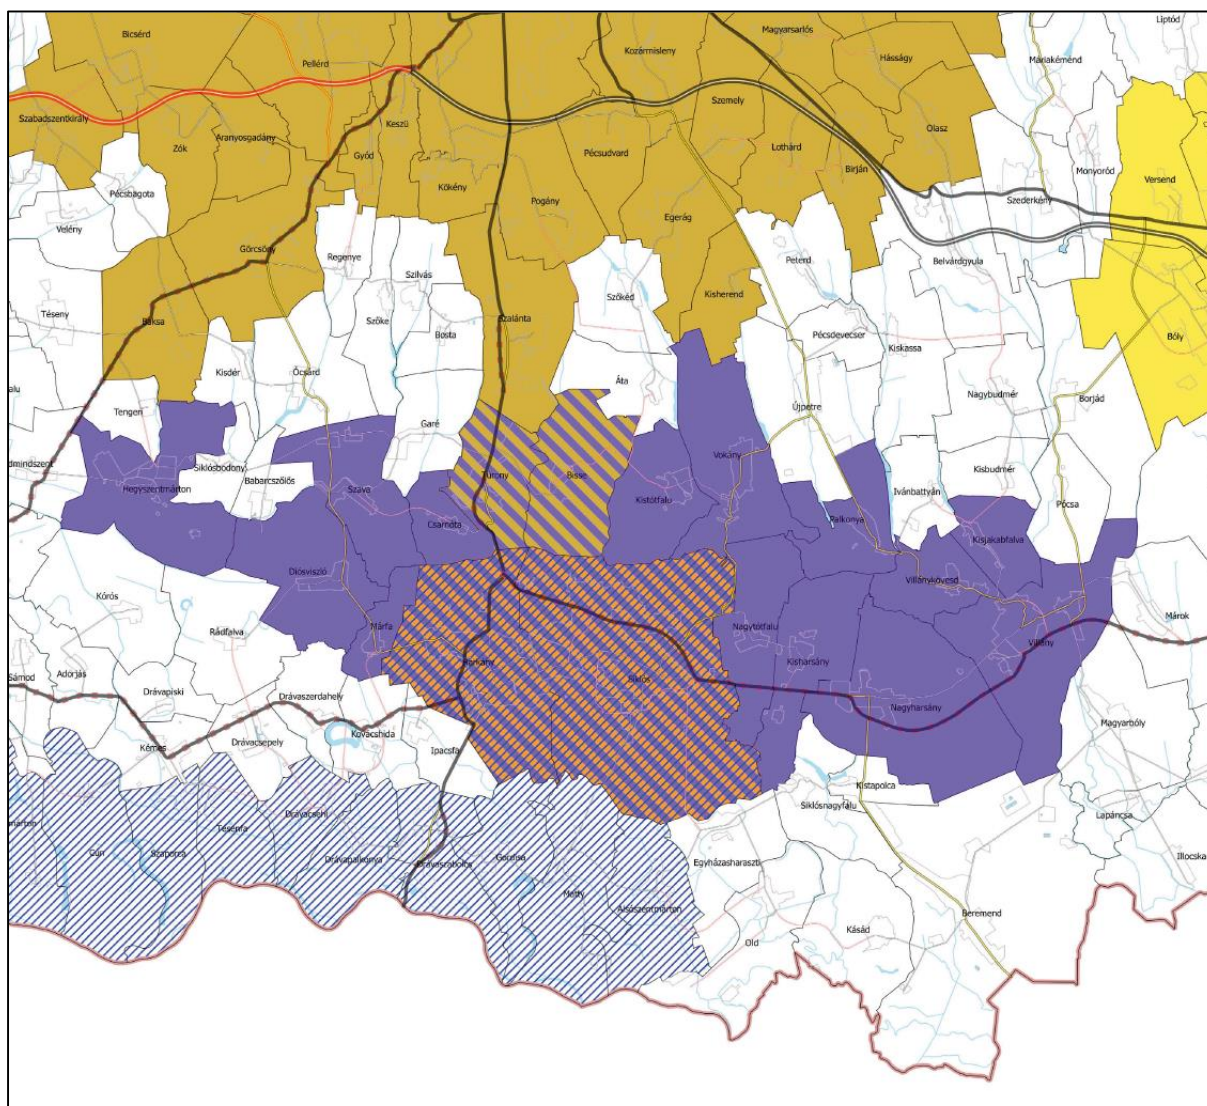 Liptód
Bicsérd
Magyarsarlós
Kozármisleny
Hásságy
Pellérd
Máriakéménd
Szemely
Szabadszentkirály
Keszü
Olasz
Aranyosgadány
Zók
Lothárd
Pécsudvard
Gyód
Birján
Monyoród
Versend
Kökény
Pécsbagota
Pogány
Szederkény
Egerág
Velény
Görcsöny
Regenye
Peterd
Belvárdgyula
Szilvás
Szőkéd
Kisherend
Téseny
Baksa
Szőke
Szalánta
Bosta
Pécsdevecser
Bóly
Kiskassa
Kisdér
Ócsárd
Áta
Nagybudmér
Borjád
Tengeri
Újpetre
Garé
Vokány
Siklósbodony
Kisbudmér
Babarcszőlős
Turony
Bisse
Pócsa
Hegyszentmárton
Szava
Kistótfalu
Ivánbattyán
Csarnóta
Palkonya
Kisjakabfalva
Diósviszló
Villánykövesd
Kórós
Márok
Rádfalva
Márfa
Nagytótfalu
Villány
Kisharsány
Harkány
Adorjás
Siklós
Drávapiski
Drávaszerdahely
Nagyharsány
Magyarbóly
Kovácshida
Drávacsepely
Kémes
Ipacsfa
Kistapolca
Siklósnagyfalu
Lapáncsa
Drávacsehi
Tésenfa
Cún
Szaporca
Illocska
Drávapalkonya
Drávaszabolcs
Gordisa
Egyházasharaszti
Matty
Alsószentmárton
Beremend
Kásád
Old